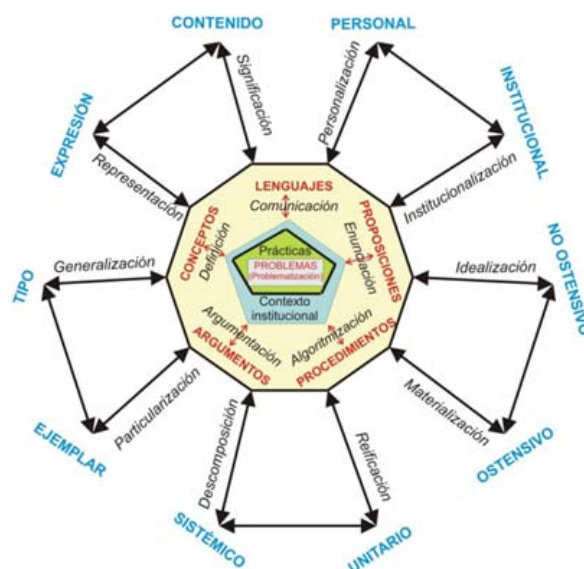 CONTENIDO
PERSONAL
Significación
Personalización
EXPRESIÓN
INSTITUCIONAL
Representación
Institucionalización
LENGUAJES
Comunicación
CONCEPTOS
Definición
PROPOSICIONES
Enunciación
Prácticas
PROBLEMAS
(Problematización)
Contexto
institucional
TIPO
Generalización
Idealización
NO OSTENSIVO
Argumentación
ARGUMENTOS
Algoritmización
PROCEDIMIENTOS
EJEMPLAR
Particularización
Materialización
OSTENSIVO
Descomposición
Reificación
SISTÉMICO
UNITARIO